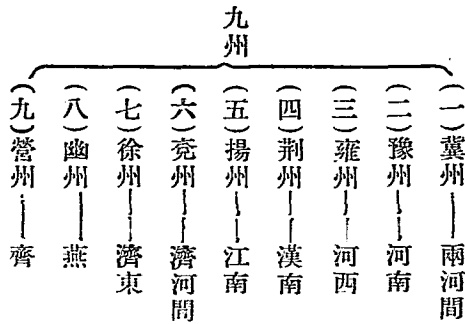 九州
(一)冀州——兩河間
(二)豫州——河南
(三)雍州——河西
(四)荆州——漢南
(五)揚州——江南
(六)兗州——濟河間
(七)徐州——濟東
(八)幽州——燕
(九)營州——齊